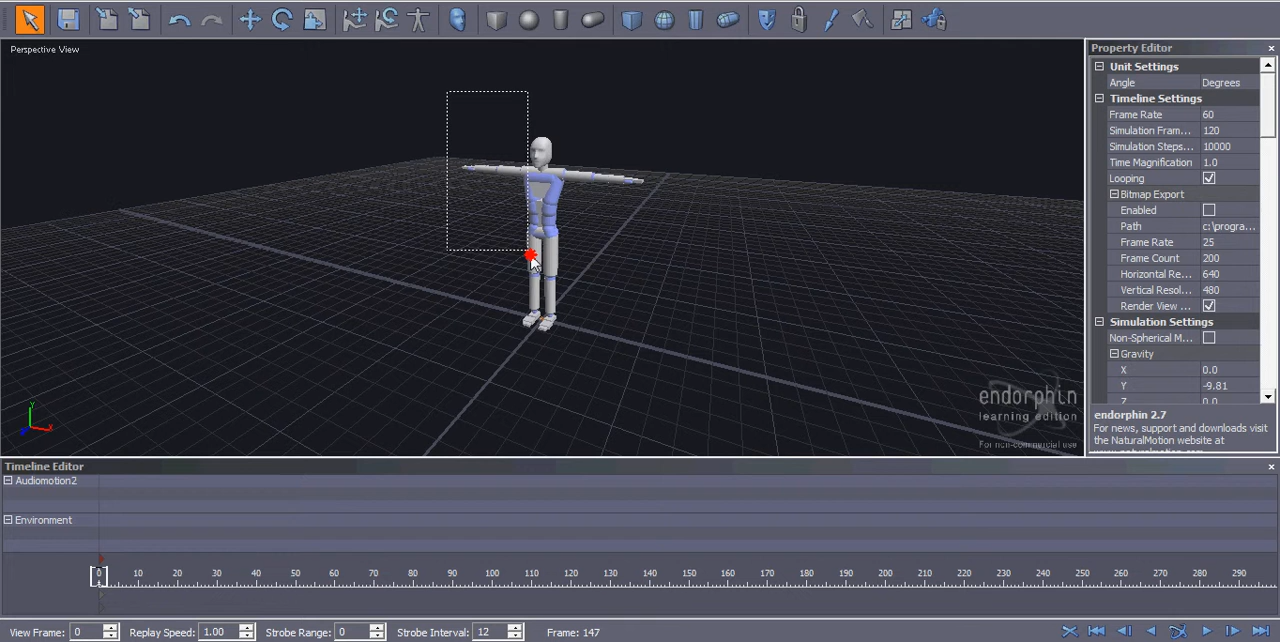 Perspective View
Property Editor
Unit Settings
Angle Degrees
Timeline Settings
Frame Rate 60
Simulation Fram... 120
Simulation Steps... 10000
Time Magnification 1.0
Looping
Bitmap Export
Enabled
Path c:\progra...
Frame Rate 25
Frame Count 200
Horizontal Re... 640
Vertical Resol... 480
Render View ...
Simulation Settings
Non-Spherical M...
Gravity
X 0.0
Y -9.81
Z 0.0
endorphin 2.7
For news, support and downloads visit
the NaturalMotion website at
endorphin
learning edition
For non-commercial use
Y
X
Timeline Editor
Audiomotion2
Environment
0 10 20 30 40 50 60 70 80 90 100 110 120 130 140 150 160 170 180 190 200 210 220 230 240 250 260 270 280 290
View Frame: 0 Replay Speed: 1.00 Strobe Range: 0 Strobe Interval: 12 Frame: 147